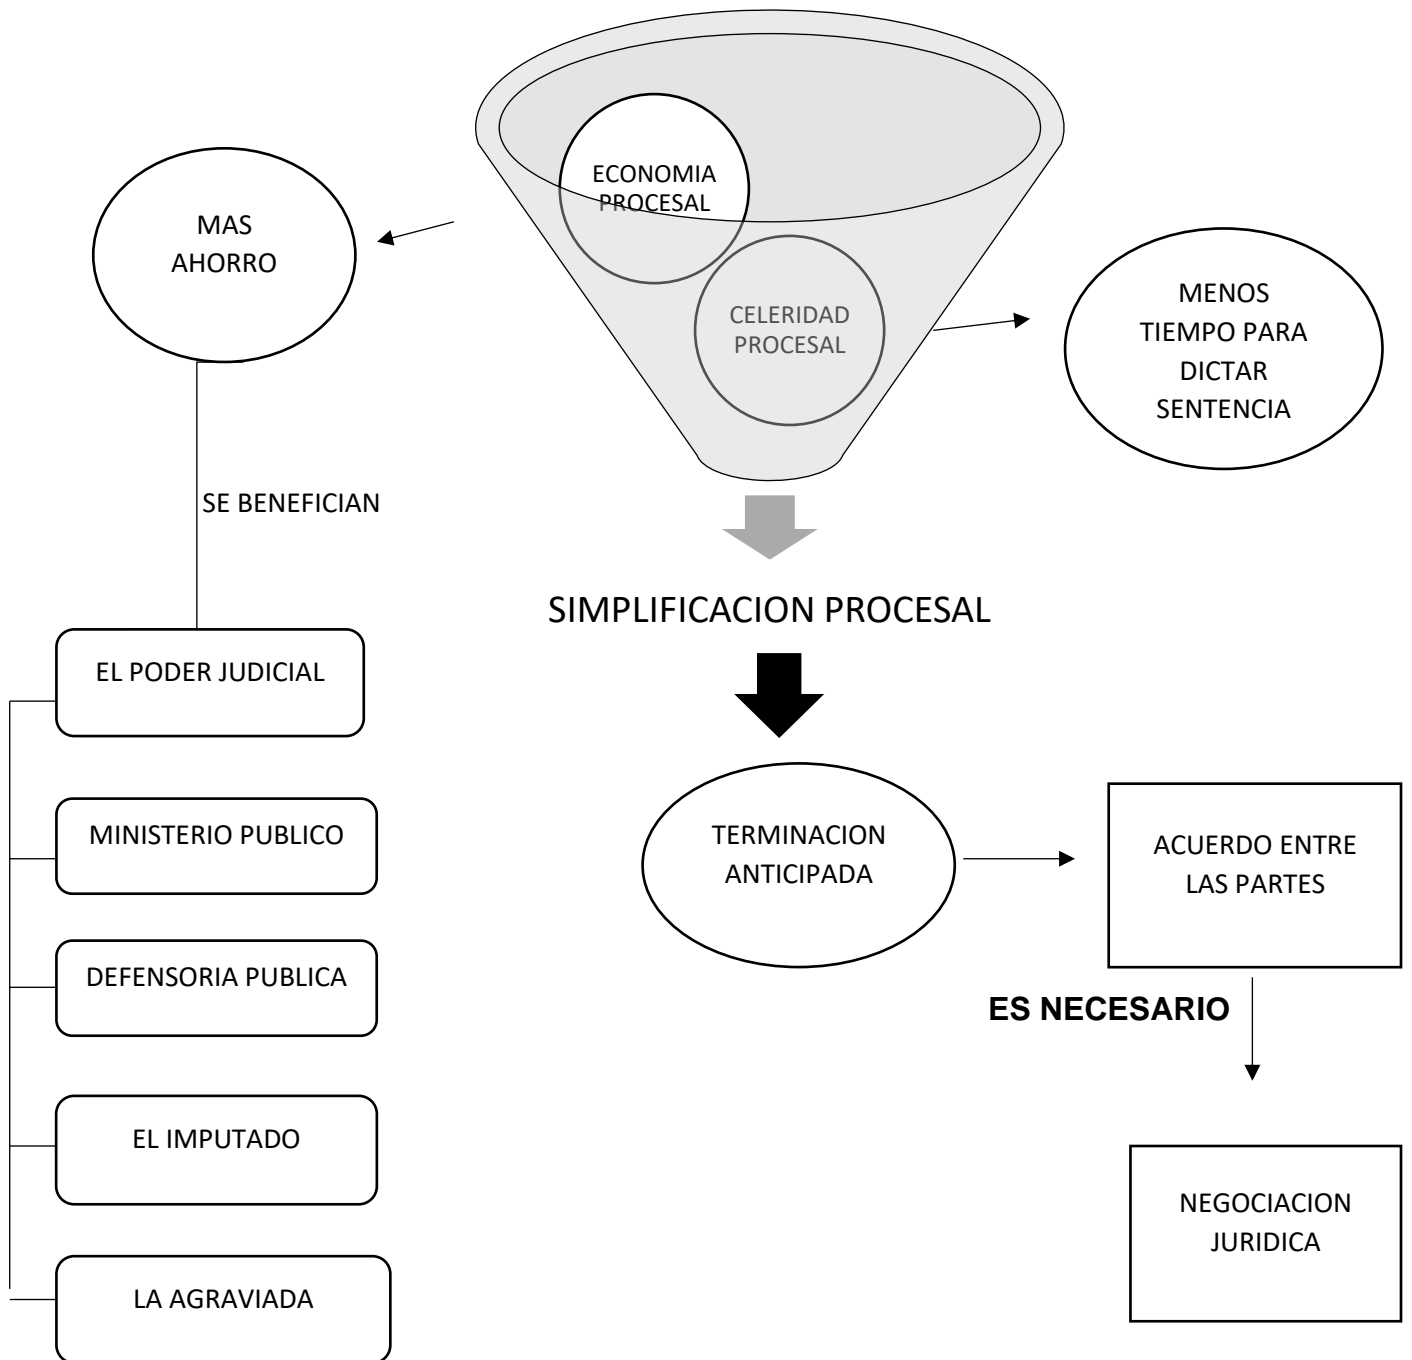 ECONOMIA
PROCESAL
MAS
AHORRO
CELERIDAD
PROCESAL
MENOS
TIEMPO PARA
DICTAR
SENTENCIA
SE BENEFICIAN
SIMPLIFICACION PROCESAL
EL PODER JUDICIAL
MINISTERIO PUBLICO
DEFENSORIA PUBLICA
EL IMPUTADO
LA AGRAVIADA
TERMINACION
ANTICIPADA
ACUERDO ENTRE
LAS PARTES
ES NECESARIO
NEGOCIACION
JURIDICA